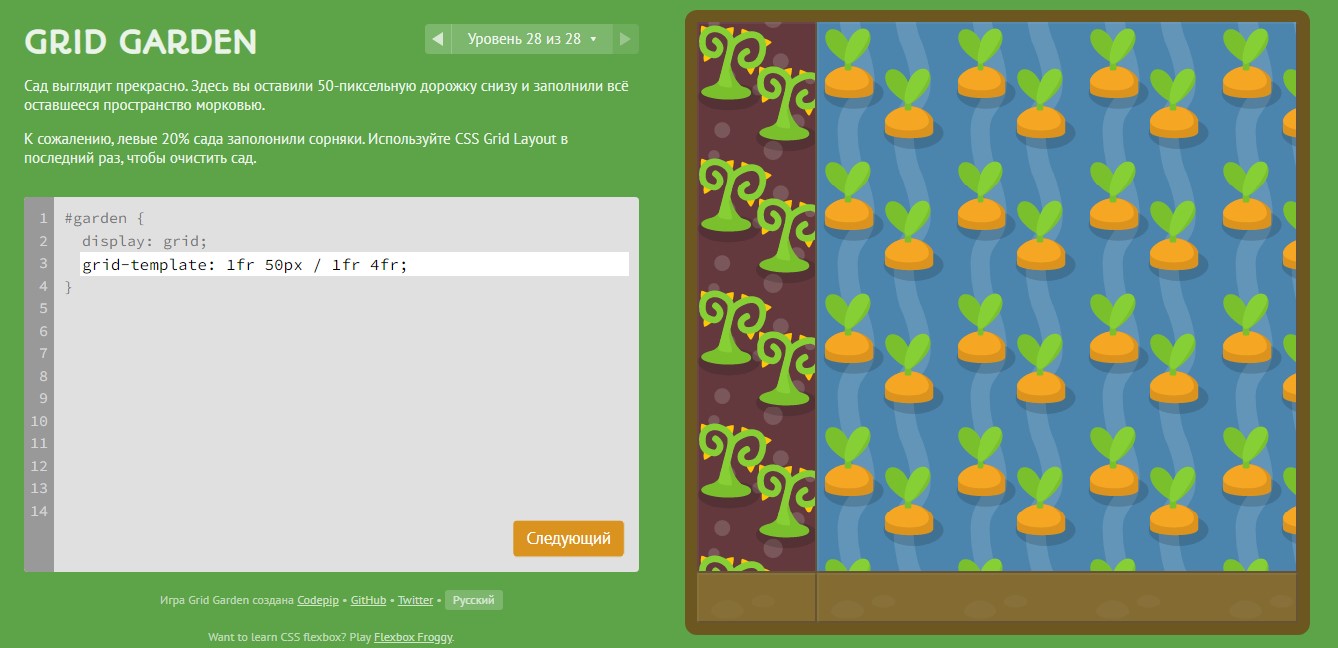 GRID GARDEN
Уровень 28 из 28
Сад выглядит прекрасно. Здесь вы оставили 50-пиксельную дорожку снизу и заполнили всё
оставшееся пространство морковью.
К сожалению, левые 20% сада заполонили сорняки. Используйте CSS Grid Layout в
последний раз, чтобы очистить сад.
1 #garden {
2 display: grid;
3 grid-template: 1fr 50px / 1fr 4fr;
4 }
5
6
7
8
9
10
11
12
13
14
Следующий
Игра Grid Garden создана Codepip • GitHub • Twitter • Русский
Want to learn CSS flexbox? Play Flexbox Froggy.